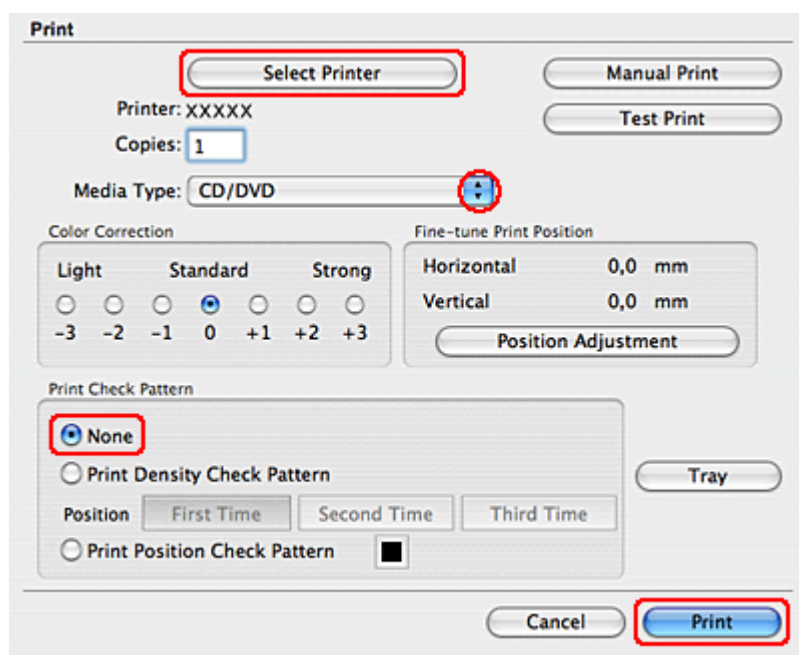 Print
Select Printer
Manual Print
Printer: XXXXX
Test Print
Copies: 1
Media Type: CD/DVD
Color Correction
Light Standard Strong
-3 -2 -1 0 +1 +2 +3
Fine-tune Print Position
Horizontal 0,0 mm
Vertical 0,0 mm
Position Adjustment
Print Check Pattern
None
Print Density Check Pattern
Position First Time Second Time Third Time
Print Position Check Pattern
Tray
Cancel Print